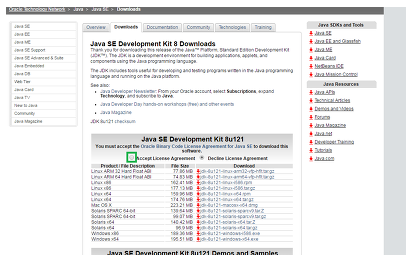 Oracle Technology Network > Java > Java SE > Downloads
Java SE
Java EE
Java ME
Java SE Support
Java SE Advanced & Suite
Java Embedded
Java DB
Web Tier
Java Card
Java TV
New to Java
Community
Java Magazine
Overview Downloads Documentation Community Technologies Training
Java SE Development Kit 8 Downloads
Thank you for downloading this release of the Java™ Platform, Standard Edition Development Kit
(JDK™). The JDK is a development environment for building applications, applets, and
components using the Java programming language.
The JDK includes tools useful for developing and testing programs written in the Java programming
language and running on the Java platform.
See also:
Java Developer Newsletter: From your Oracle account, select Subscriptions, expand
Technology, and subscribe to Java.
Java Developer Day hands-on workshops (free) and other events
Java Magazine
JDK 8u121 checksum
Java SE Development Kit 8u121
You must accept the Oracle Binary Code License Agreement for Java SE to download this
software.
Accept License Agreement Decline License Agreement
Product / File Description File Size Download
Linux ARM 32 Hard Float ABI 77.86 MB jdk-8u121-linux-arm32-vfp-hflt.tar.gz
Linux ARM 64 Hard Float ABI 74.83 MB jdk-8u121-linux-arm64-vfp-hflt.tar.gz
Linux x86 162.41 MB jdk-8u121-linux-i586.rpm
Linux x86 177.13 MB jdk-8u121-linux-i586.tar.gz
Linux x64 159.96 MB jdk-8u121-linux-x64.rpm
Linux x64 174.76 MB jdk-8u121-linux-x64.tar.gz
Mac OS X 223.21 MB jdk-8u121-macosx-x64.dmg
Solaris SPARC 64-bit 139.64 MB jdk-8u121-solaris-sparcv9.tar.Z
Solaris SPARC 64-bit 99.07 MB jdk-8u121-solaris-sparcv9.tar.gz
Solaris x64 140.42 MB jdk-8u121-solaris-x64.tar.Z
Solaris x64 96.9 MB jdk-8u121-solaris-x64.tar.gz
Windows x86 189.36 MB jdk-8u121-windows-i586.exe
Windows x64 195.51 MB jdk-8u121-windows-x64.exe
Java SE Development Kit 8u121 Demos and Samples
Java SDKs and Tools
Java SE
Java EE and Glassfish
Java ME
Java Card
NetBeans IDE
Java Mission Control
Java Resources
Java APIs
Technical Articles
Demos and Videos
Forums
Java Magazine
Java.net
Developer Training
Tutorials
Java.com